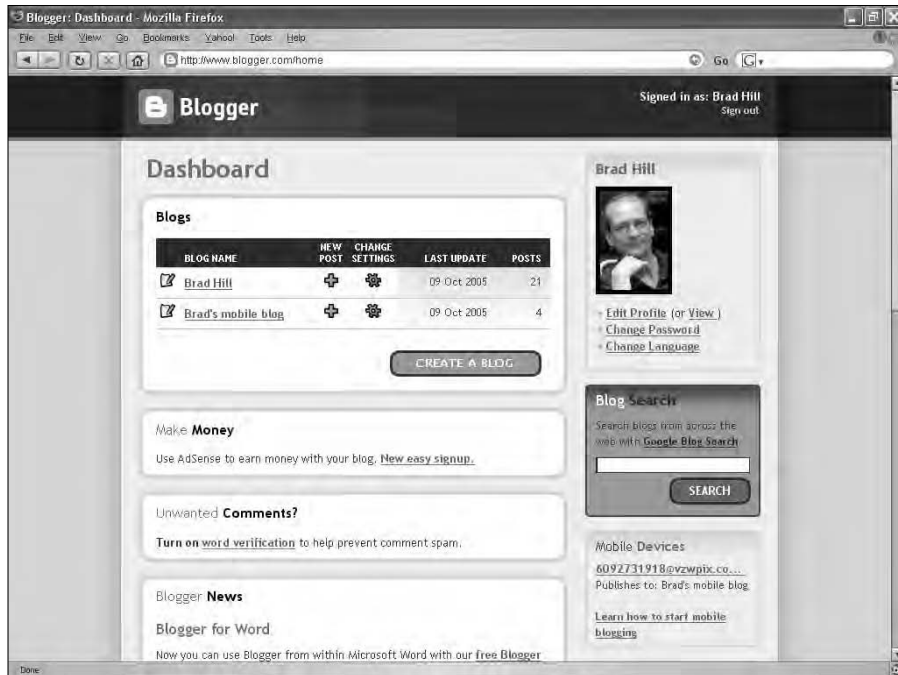 Blogger: Dashboard - Mozilla Firefox
File Edit View Go Bookmarks Yahoo! Tools Help
http://www.blogger.com/home
Go
G
Blogger
Signed in as: Brad Hill
Sign out
Dashboard
Blogs
BLOG NAME NEW POST CHANGE SETTINGS LAST UPDATE POSTS
Brad Hill 09 Oct 2005 21
Brad's mobile blog 09 Oct 2005 4
CREATE A BLOG
Make Money
Use AdSense to earn money with your blog. New easy signup.
Unwanted Comments?
Turn on word verification to help prevent comment spam.
Blogger News
Blogger for Word
Now you can use Blogger from within Microsoft Word with our free Blogger
Brad Hill
Edit Profile (or View )
Change Password
Change Language
Blog Search
Search blogs from across the
web with Google Blog Search
SEARCH
Mobile Devices
6092731918@vzwpix.co...
Publishes to: Brad's mobile blog
Learn how to start mobile
blogging
Done